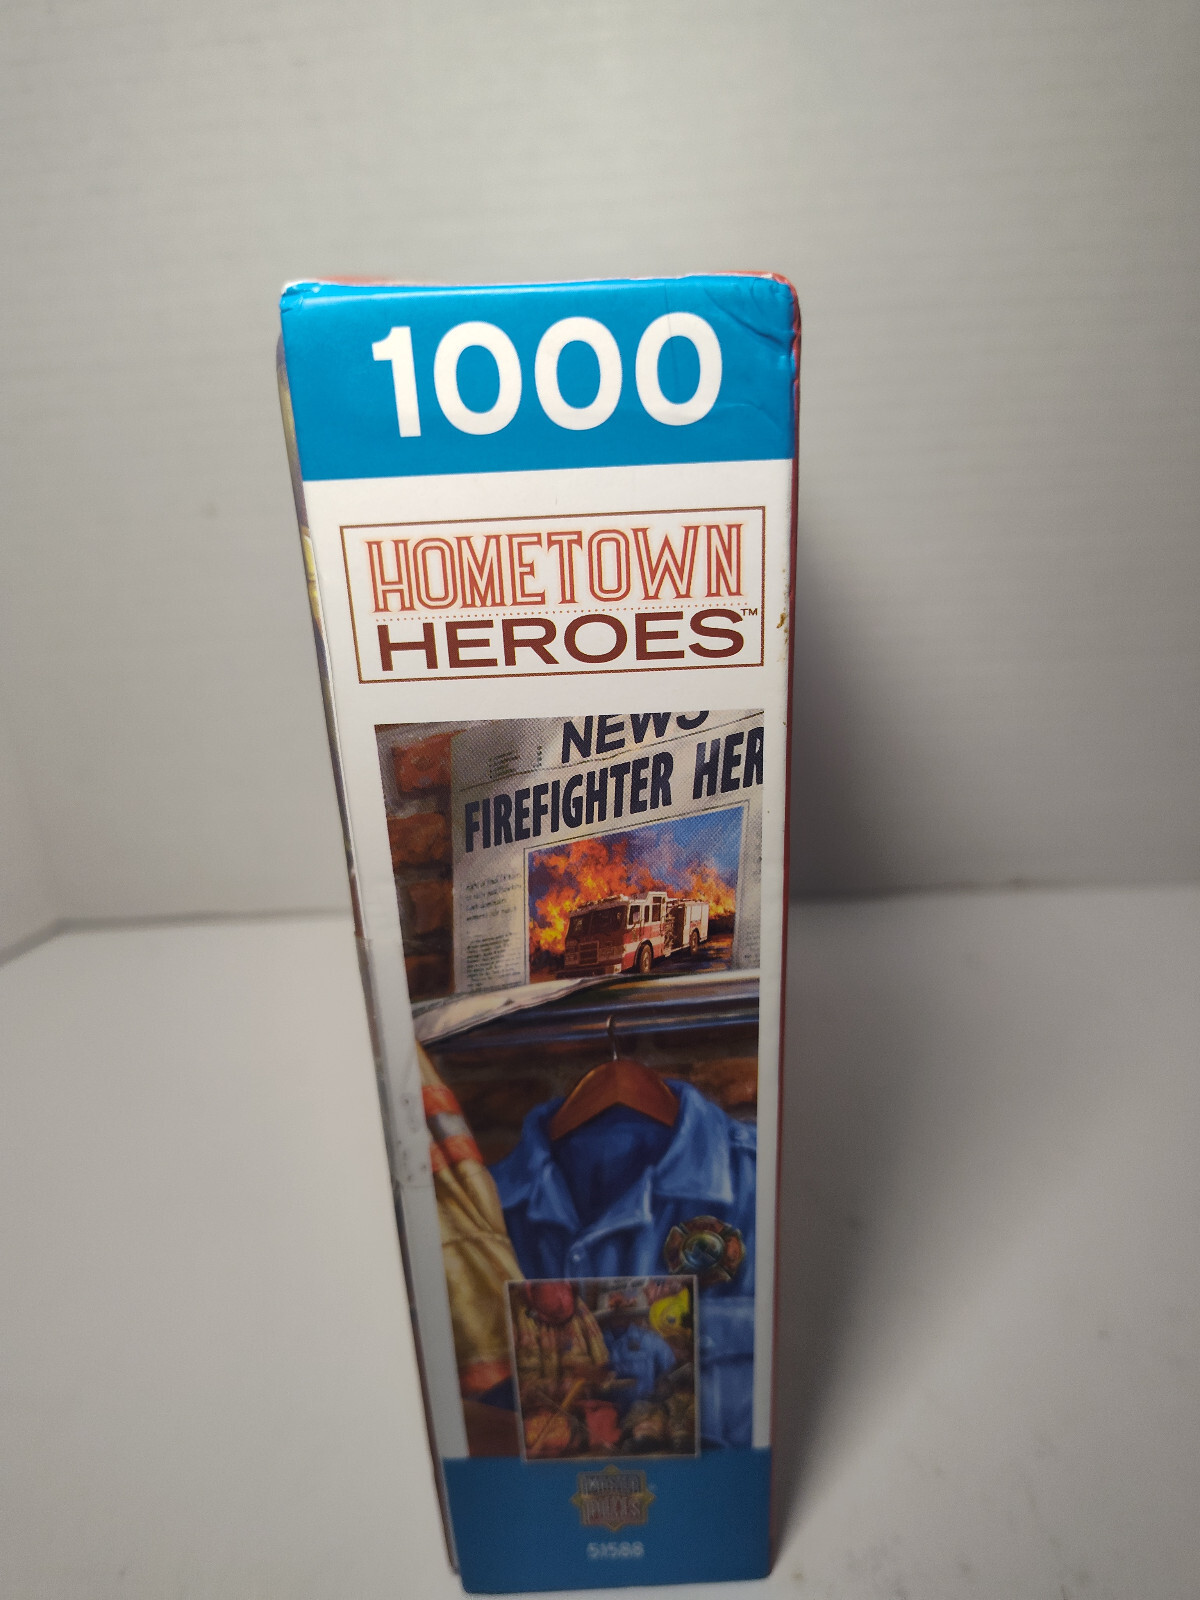 1000
HOMETOWN
HEROES™
NEWS
FIREFIGHTER HER
MASTER
PIECES
51588